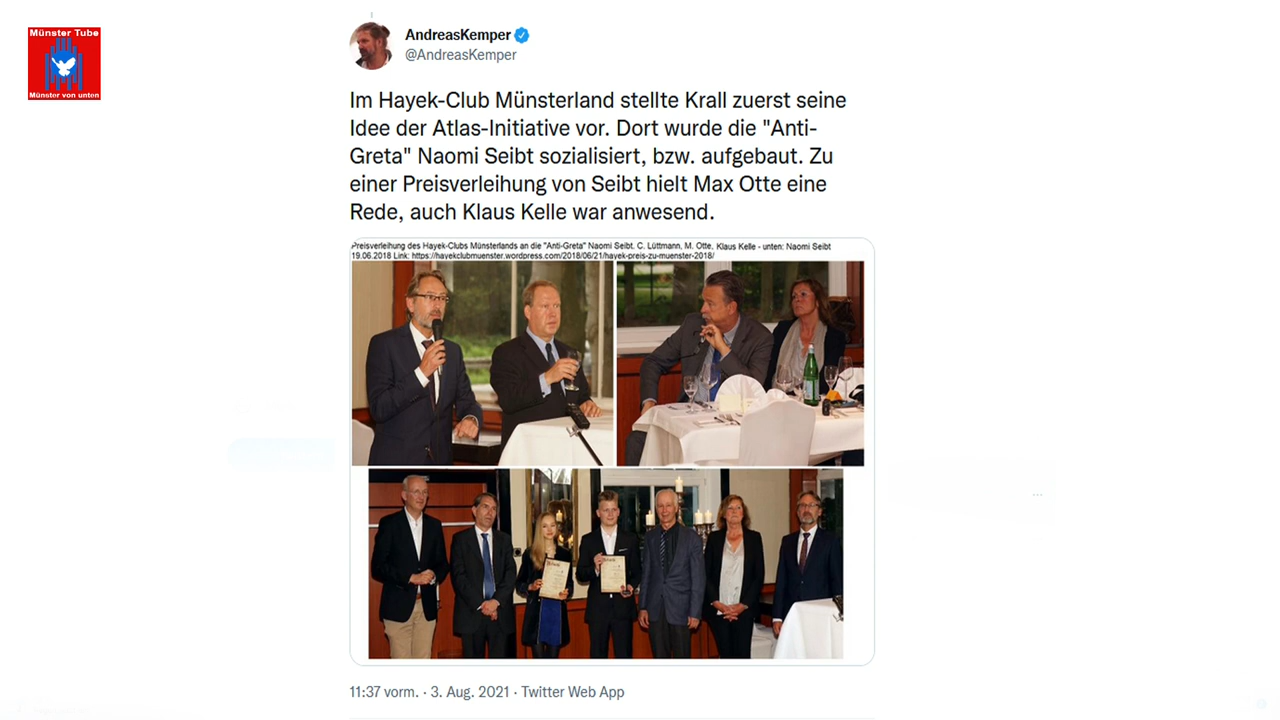 Münster Tube
Münster von unten
AndreasKemper
@AndreasKemper
Im Hayek-Club Münsterland stellte Krall zuerst seine
Idee der Atlas-Initiative vor. Dort wurde die "Anti-
Greta" Naomi Seibt sozialisiert, bzw. aufgebaut. Zu
einer Preisverleihung von Seibt hielt Max Otte eine
Rede, auch Klaus Kelle war anwesend.
Preisverleihung des Hayek-Clubs Münsterlands an die "Anti-Greta" Naomi Seibt. C. Lüttmann, M. Otte, Klaus Kelle - unten: Naomi Seibt
19.06.2018 Link: https://hayekclubmuenster.wordpress.com/2018/06/21/hayek-preis-zu-muenster-2018/
11:37 vorm. · 3. Aug. 2021 · Twitter Web App